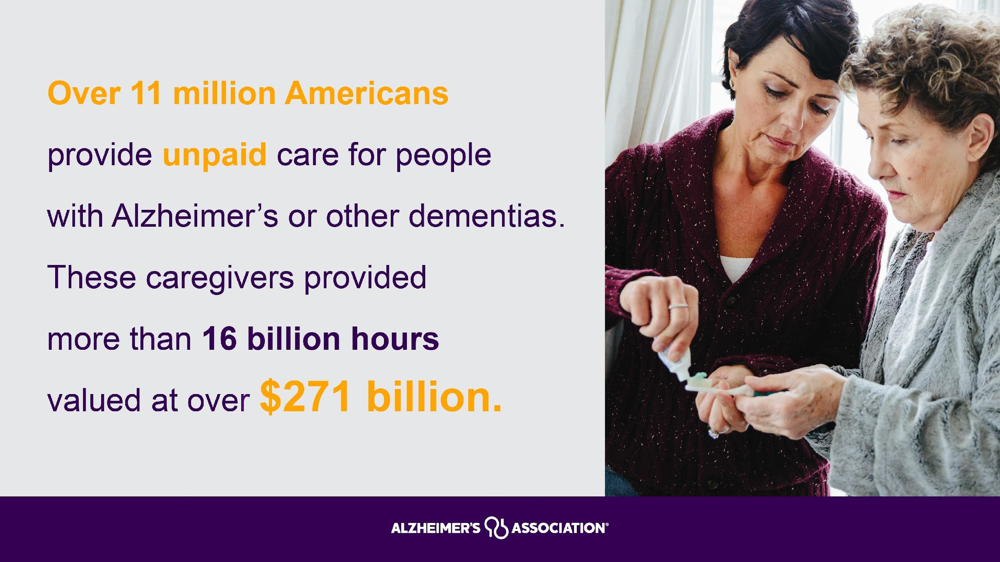 Over 11 million Americans
provide unpaid care for people
with Alzheimer’s or other dementias.
These caregivers provided
more than 16 billion hours
valued at over $271 billion.
ALZHEIMER’S ASSOCIATION®